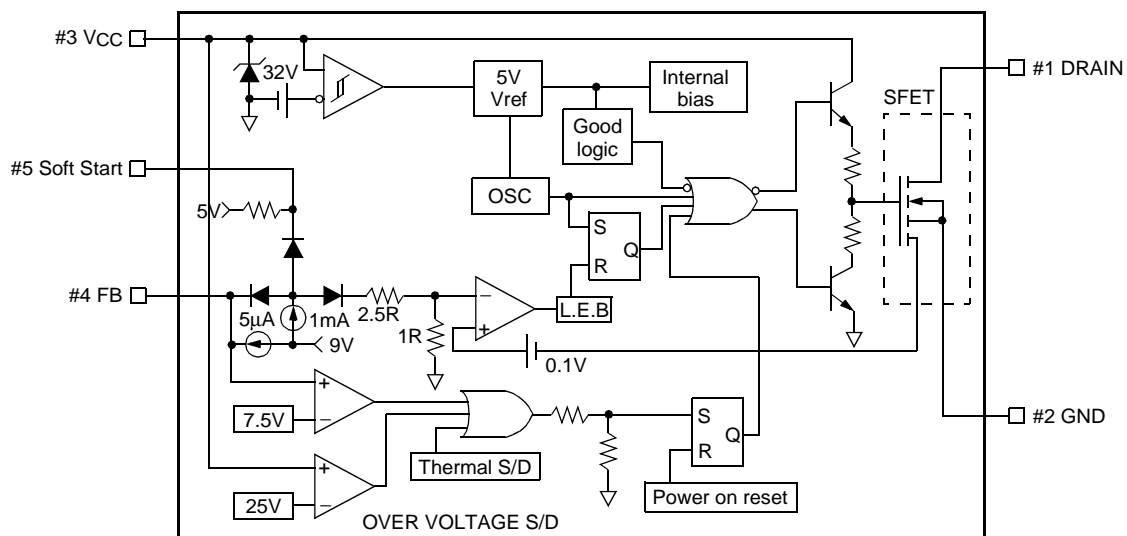 #3 VCC
32V
5V
Vref
Internal
bias
#1 DRAIN
SFET
Good
logic
#5 Soft Start
5V
OSC
S
R
Q
#4 FB
5μA
1mA
2.5R
1R
9V
−
+
L.E.B
0.1V
#2 GND
+
−
7.5V
Thermal S/D
S
R
Q
+
−
25V
Power on reset
OVER VOLTAGE S/D